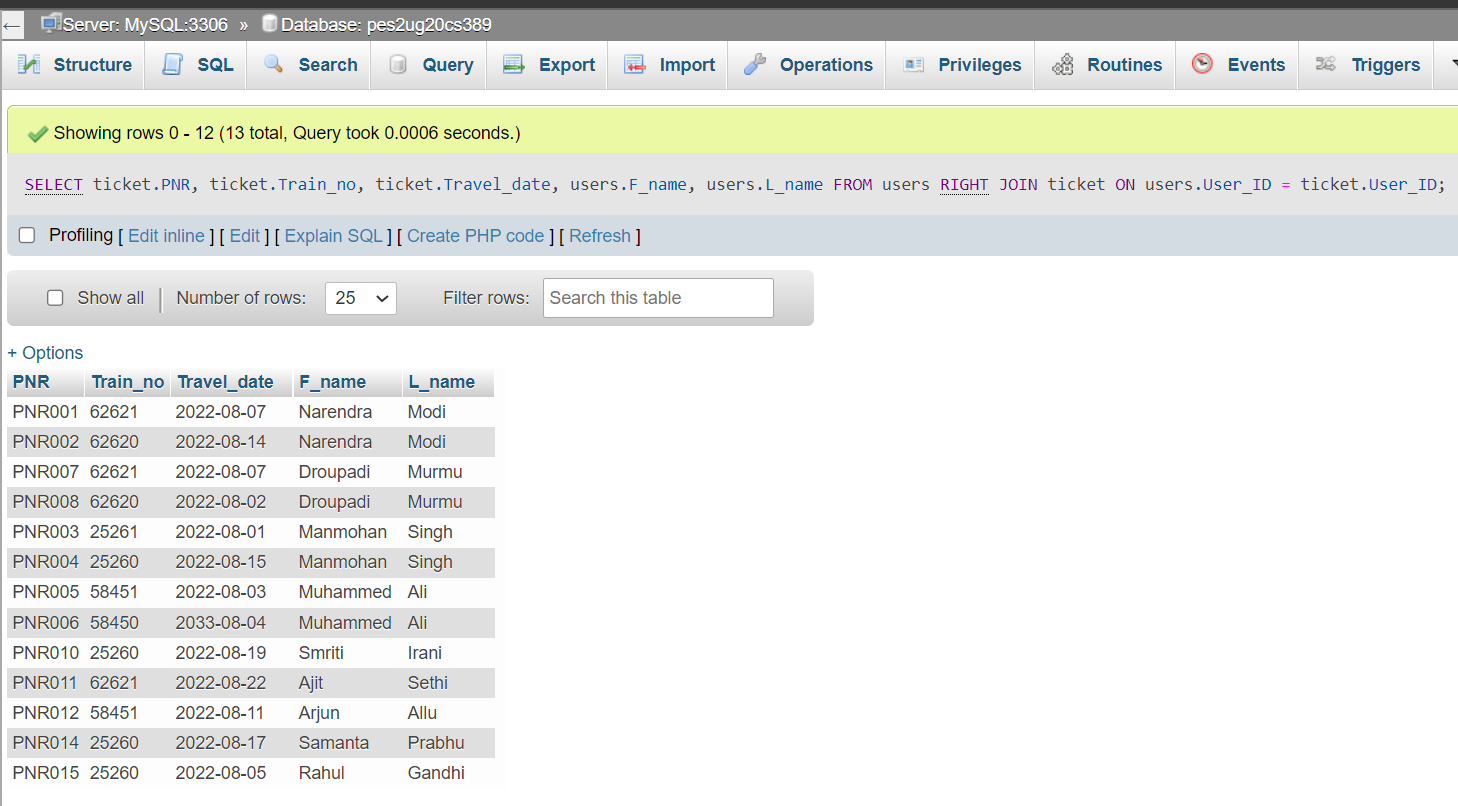 ← Server: MySQL:3306 » Database: pes2ug20cs389
Structure SQL Search Query Export Import Operations Privileges Routines Events Triggers
Showing rows 0 - 12 (13 total, Query took 0.0006 seconds.)
SELECT ticket.PNR, ticket.Train_no, ticket.Travel_date, users.F_name, users.L_name FROM users RIGHT JOIN ticket ON users.User_ID = ticket.User_ID;
Profiling [ Edit inline ] [ Edit ] [ Explain SQL ] [ Create PHP code ] [ Refresh ]
Show all | Number of rows: 25 Filter rows: Search this table
+ Options
PNR Train_no Travel_date F_name L_name
PNR001 62621 2022-08-07 Narendra Modi
PNR002 62620 2022-08-14 Narendra Modi
PNR007 62621 2022-08-07 Droupadi Murmu
PNR008 62620 2022-08-02 Droupadi Murmu
PNR003 25261 2022-08-01 Manmohan Singh
PNR004 25260 2022-08-15 Manmohan Singh
PNR005 58451 2022-08-03 Muhammed Ali
PNR006 58450 2033-08-04 Muhammed Ali
PNR010 25260 2022-08-19 Smriti Irani
PNR011 62621 2022-08-22 Ajit Sethi
PNR012 58451 2022-08-11 Arjun Allu
PNR014 25260 2022-08-17 Samanta Prabhu
PNR015 25260 2022-08-05 Rahul Gandhi